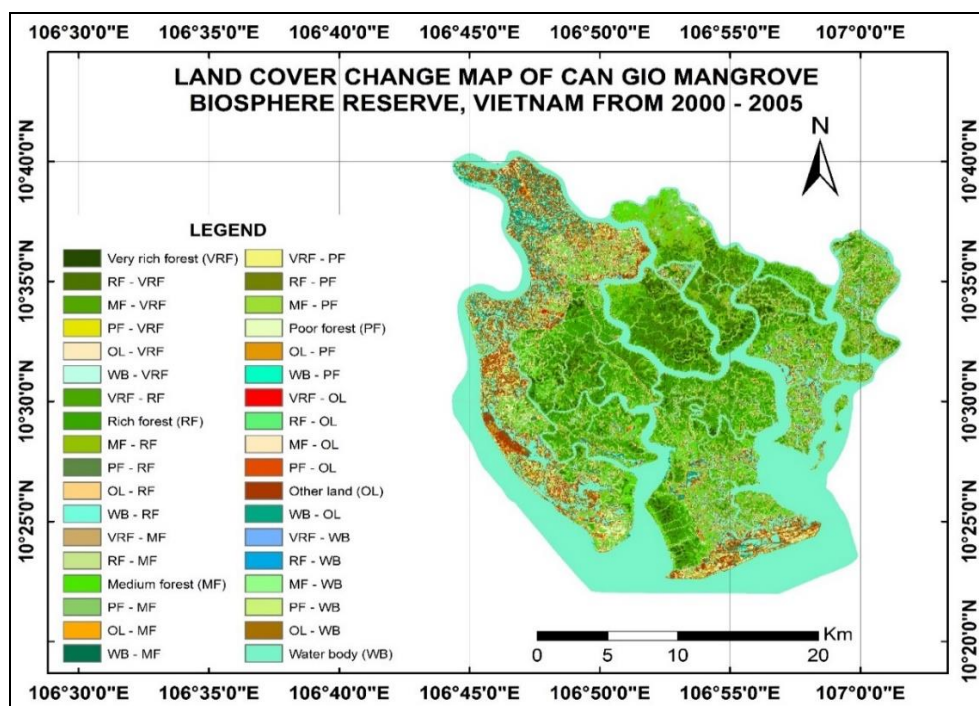 106°30'0"E 106°35'0"E 106°40'0"E 106°45'0"E 106°50'0"E 106°55'0"E 107°0'0"E
LAND COVER CHANGE MAP OF CAN GIO MANGROVE
BIOSPHERE RESERVE, VIETNAM FROM 2000 - 2005
N
10°40'0"N 10°40'0"N
10°35'0"N 10°35'0"N
10°30'0"N 10°30'0"N
10°25'0"N 10°25'0"N
10°20'0"N
LEGEND
Very rich forest (VRF)
RF - VRF
MF - VRF
PF - VRF
OL - VRF
WB - VRF
VRF - RF
Rich forest (RF)
MF - RF
PF - RF
OL - RF
WB - RF
VRF - MF
RF - MF
Medium forest (MF)
PF - MF
OL - MF
WB - MF
VRF - PF
RF - PF
MF - PF
Poor forest (PF)
OL - PF
WB - PF
VRF - OL
RF - OL
MF - OL
PF - OL
Other land (OL)
WB - OL
VRF - WB
RF - WB
MF - WB
PF - WB
OL - WB
Water body (WB)
Km
0 5 10 20
106°30'0"E 106°35'0"E 106°40'0"E 106°45'0"E 106°50'0"E 106°55'0"E 107°0'0"E